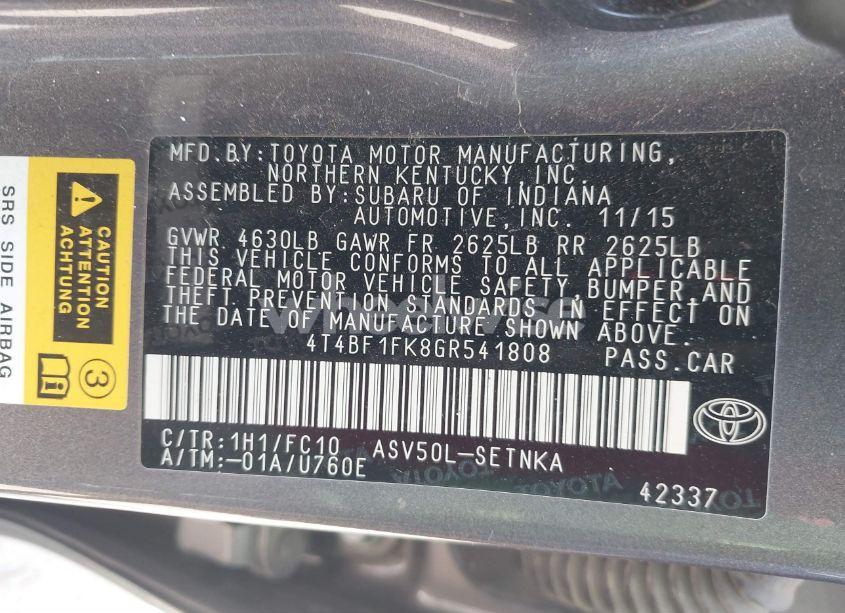 SRS SIDE AIRBAG
CAUTION
ATTENTION
ACHTUNG
3
MFD. BY: TOYOTA MOTOR MANUFACTURING,
NORTHERN KENTUCKY, INC.
ASSEMBLED BY: SUBARU OF INDIANA
AUTOMOTIVE, INC. 11/15
GVWR 4630LB GAWR FR 2625LB RR 2625LB
THIS VEHICLE CONFORMS TO ALL APPLICABLE
FEDERAL MOTOR VEHICLE SAFETY, BUMPER, AND
THEFT PREVENTION STANDARDS IN EFFECT ON
THE DATE OF MANUFACTURE SHOWN ABOVE.
4T4BF1FK8GR541808 PASS.CAR
C/TR: 1H1/FC10 ASV50L-SETNKA
A/TM: -01A/U760E
42337